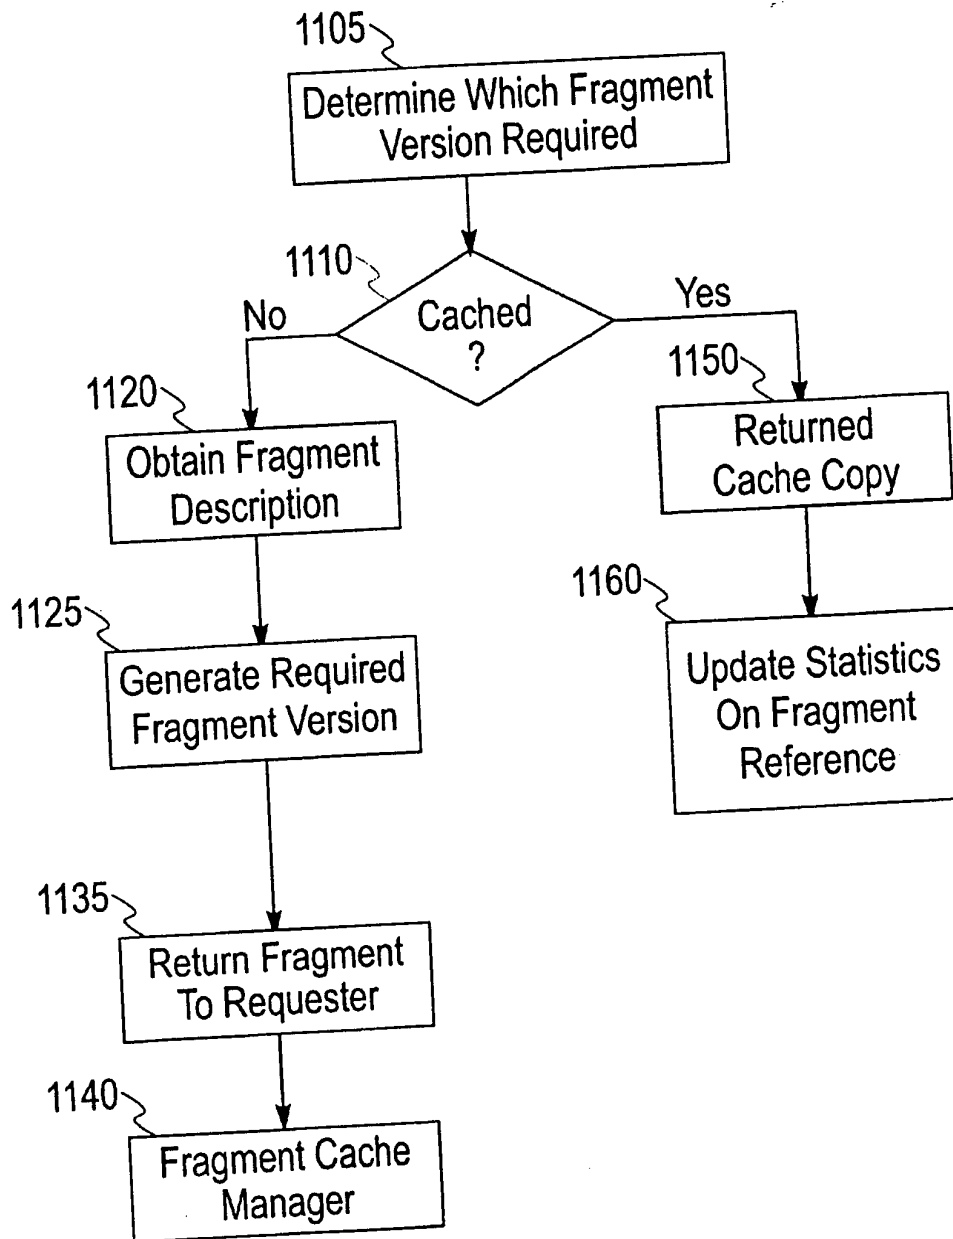 1105
Determine Which Fragment
Version Required
1110
Cached
?
No
Yes
1120
Obtain Fragment
Description
1150
Returned
Cache Copy
1125
Generate Required
Fragment Version
1160
Update Statistics
On Fragment
Reference
1135
Return Fragment
To Requester
1140
Fragment Cache
Manager